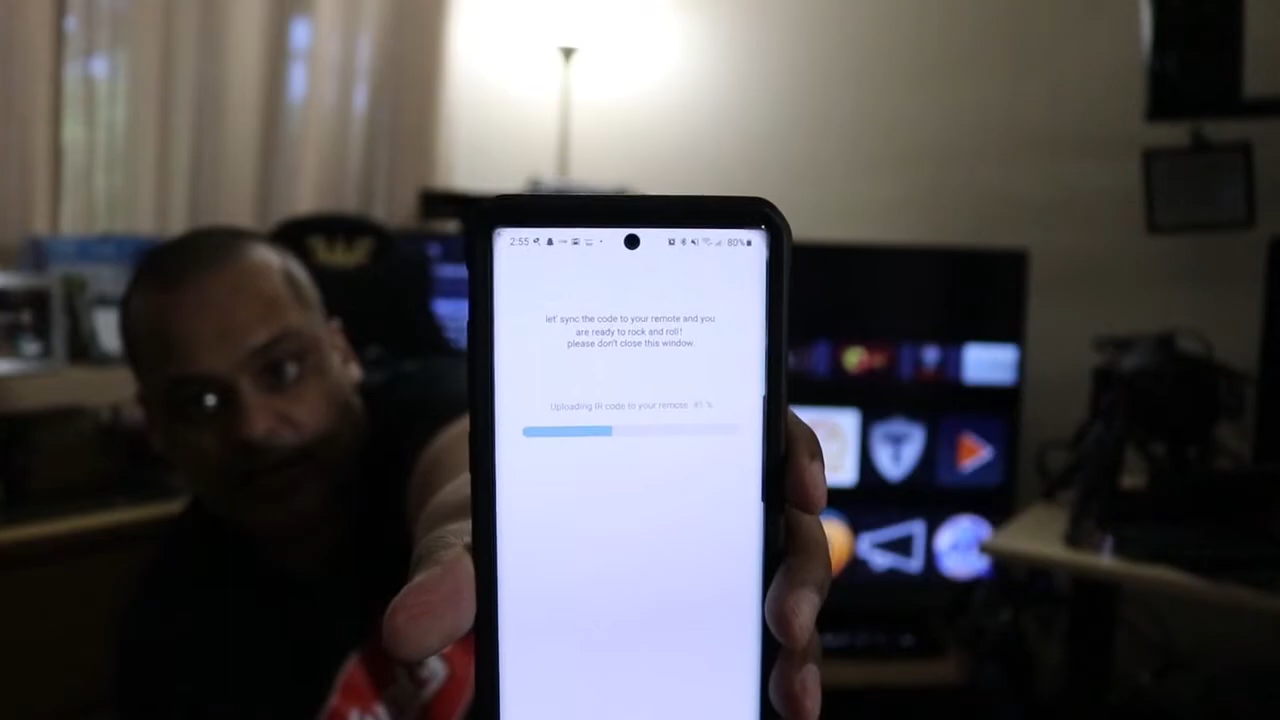 2:55
80%
let' sync the code to your remote and you
are ready to rock and roll!
please don't close this window.
Uploading IR code to your remote 41 %